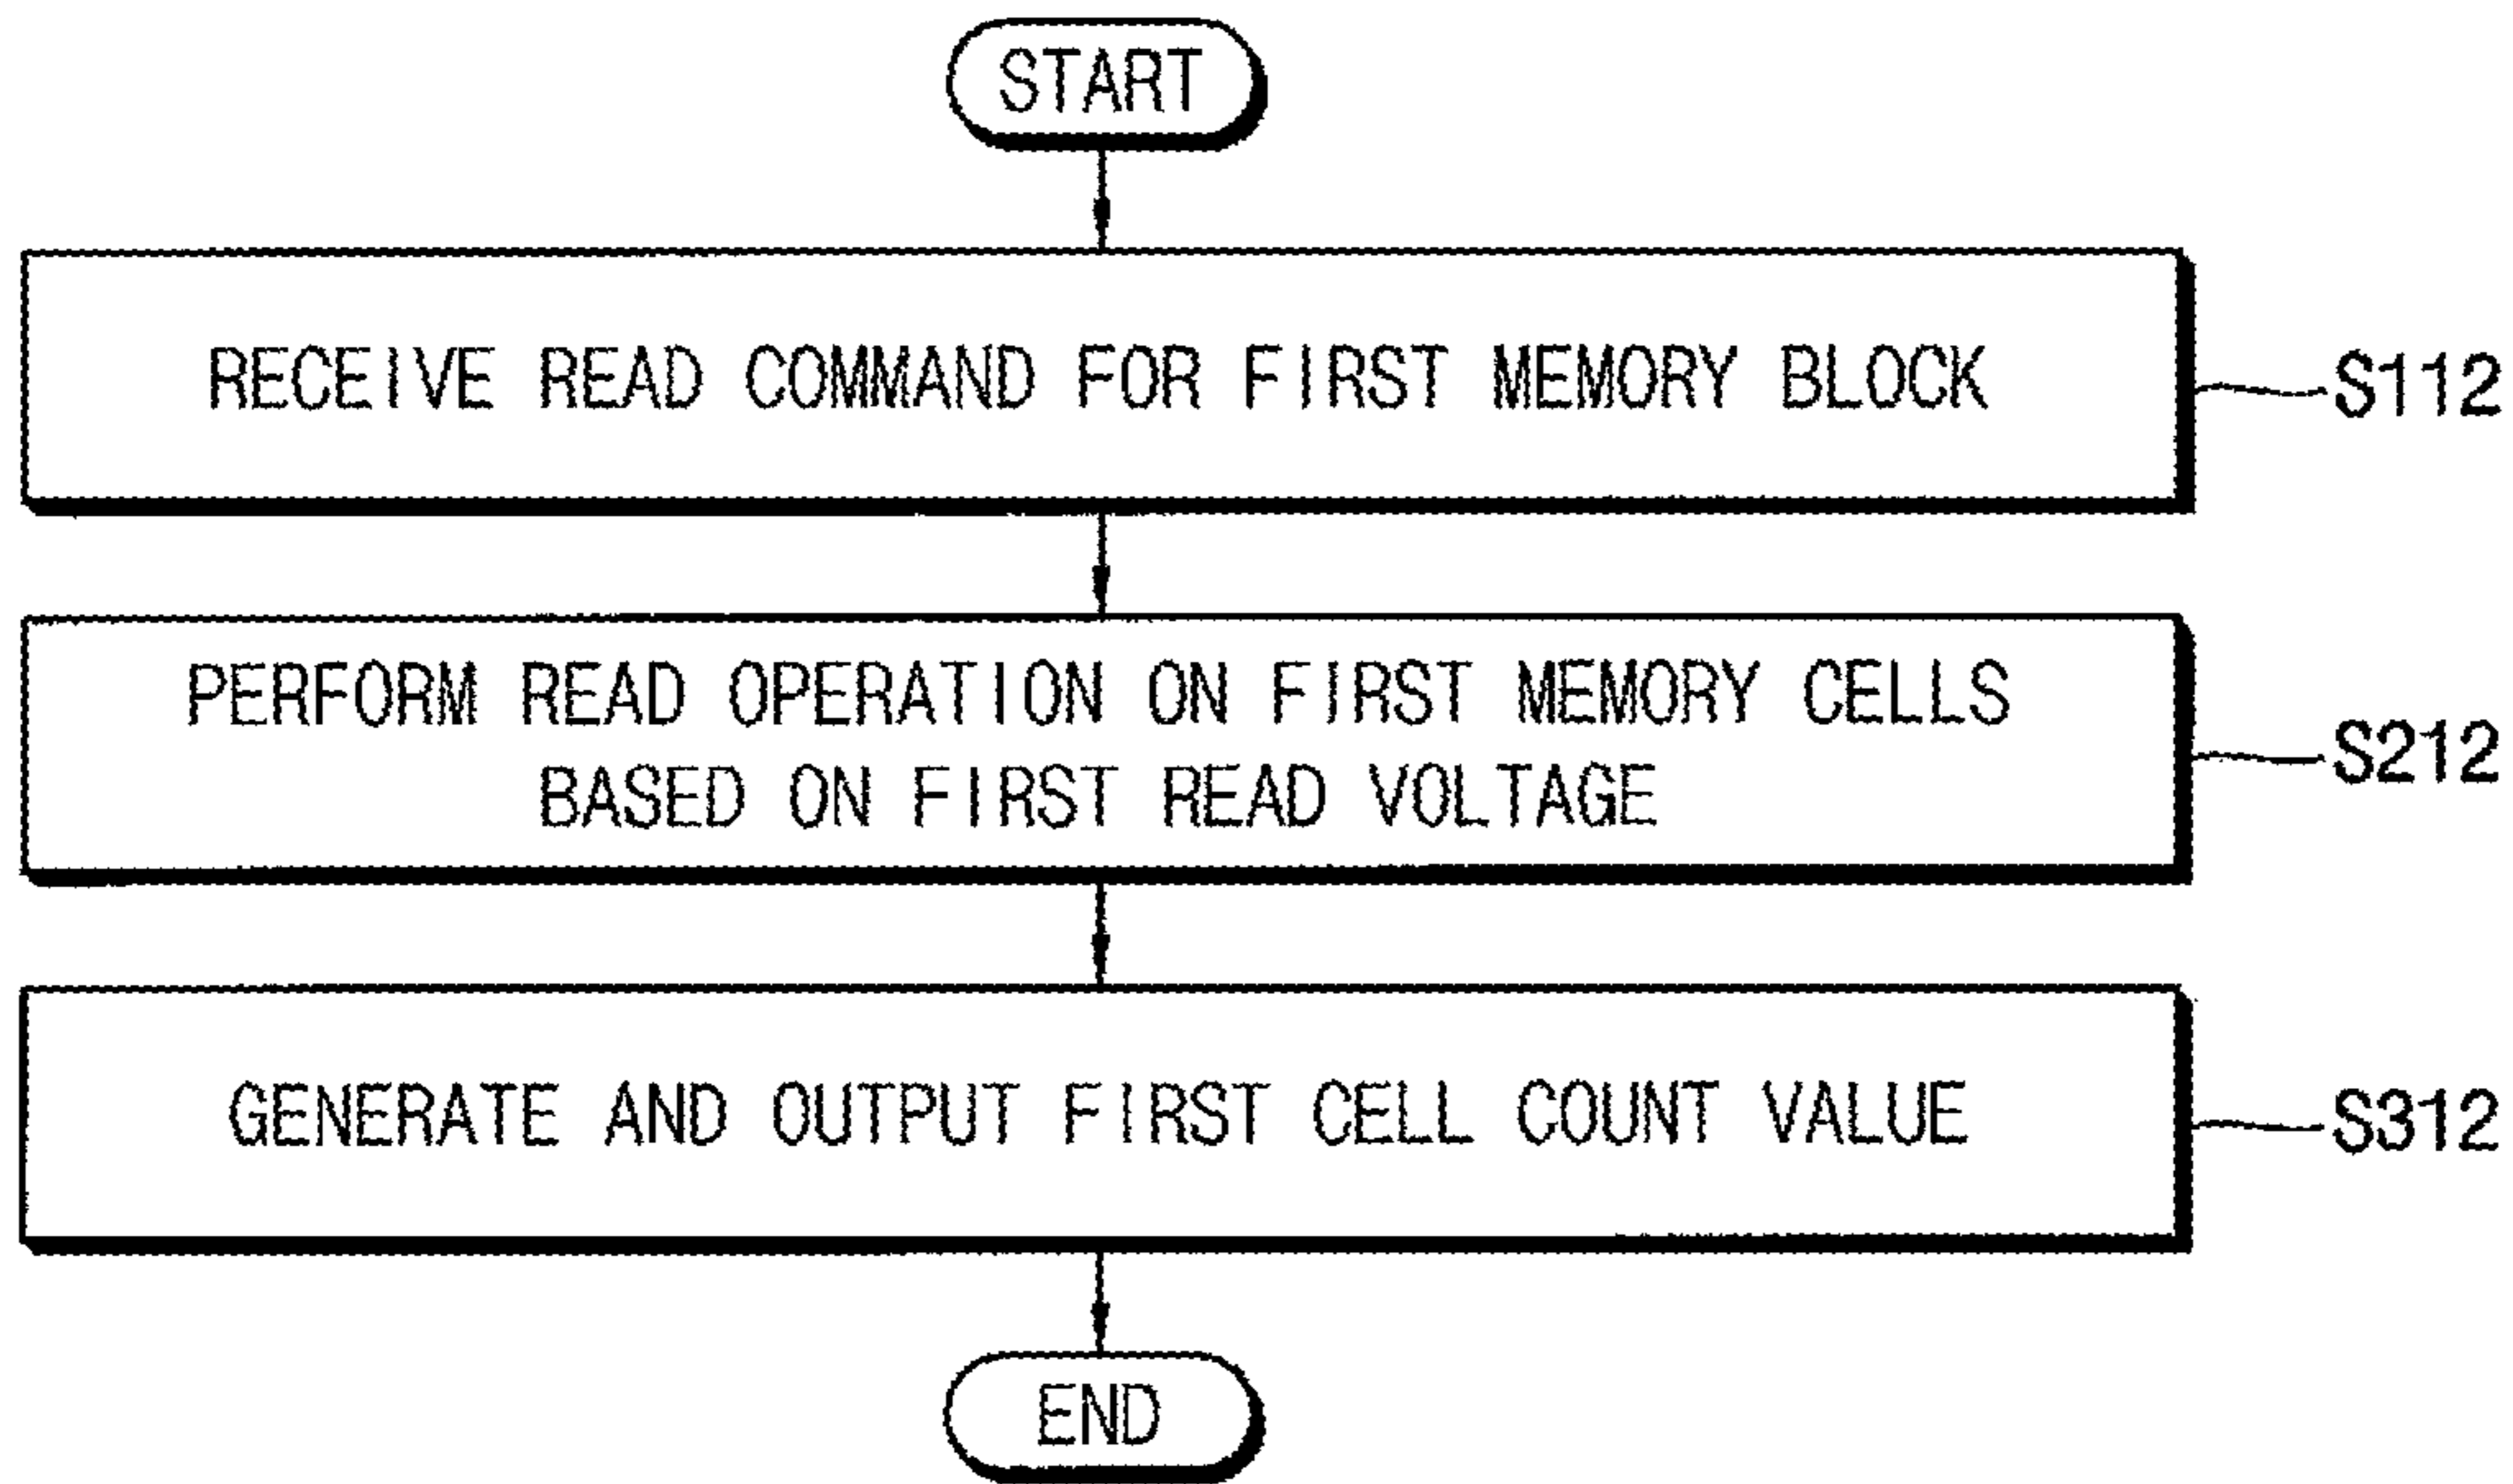 START
RECEIVE READ COMMAND FOR FIRST MEMORY BLOCK
S112
PERFORM READ OPERATION ON FIRST MEMORY CELLS
BASED ON FIRST READ VOLTAGE
S212
GENERATE AND OUTPUT FIRST CELL COUNT VALUE
S312
END